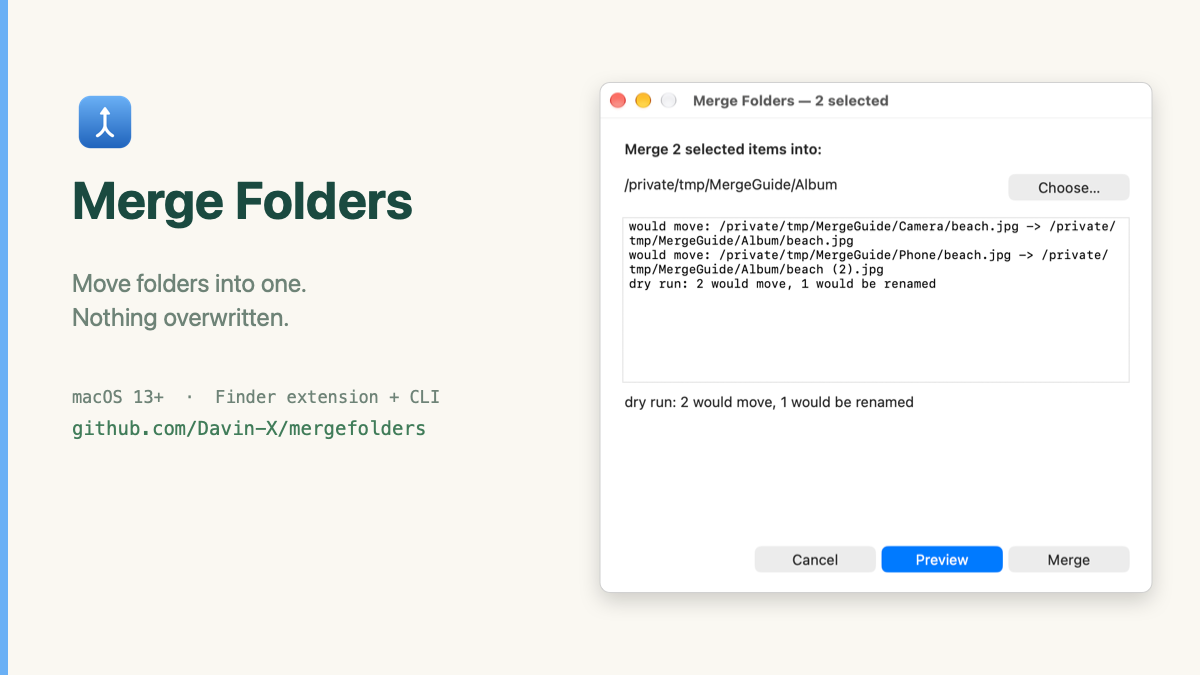 Merge Folders
Move folders into one.
Nothing overwritten.
macOS 13+ · Finder extension + CLI
github.com/Davin-X/mergefolders
Merge Folders — 2 selected
Merge 2 selected items into:
/private/tmp/MergeGuide/Album
Choose...
would move: /private/tmp/MergeGuide/Camera/beach.jpg -> /private/
tmp/MergeGuide/Album/beach.jpg
would move: /private/tmp/MergeGuide/Phone/beach.jpg -> /private/
tmp/MergeGuide/Album/beach (2).jpg
dry run: 2 would move, 1 would be renamed
dry run: 2 would move, 1 would be renamed
Cancel
Preview
Merge